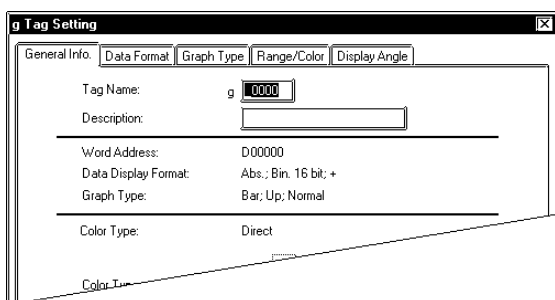 g Tag Setting
General Info. Data Format Graph Type Range/Color Display Angle
Tag Name: g 0000
Description:
Word Address: D00000
Data Display Format: Abs.; Bin. 16 bit; +
Graph Type: Bar; Up; Normal
Color Type: Direct
Color